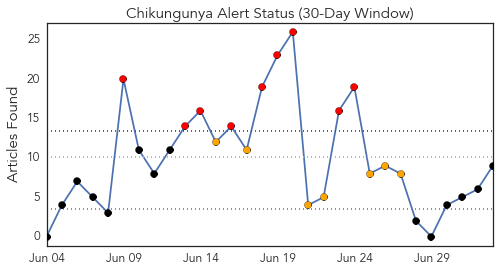 Chikungunya Alert Status (30-Day Window)
Articles Found
25
20
15
10
5
0
Jun 04 Jun 09 Jun 14 Jun 19 Jun 24 Jun 29